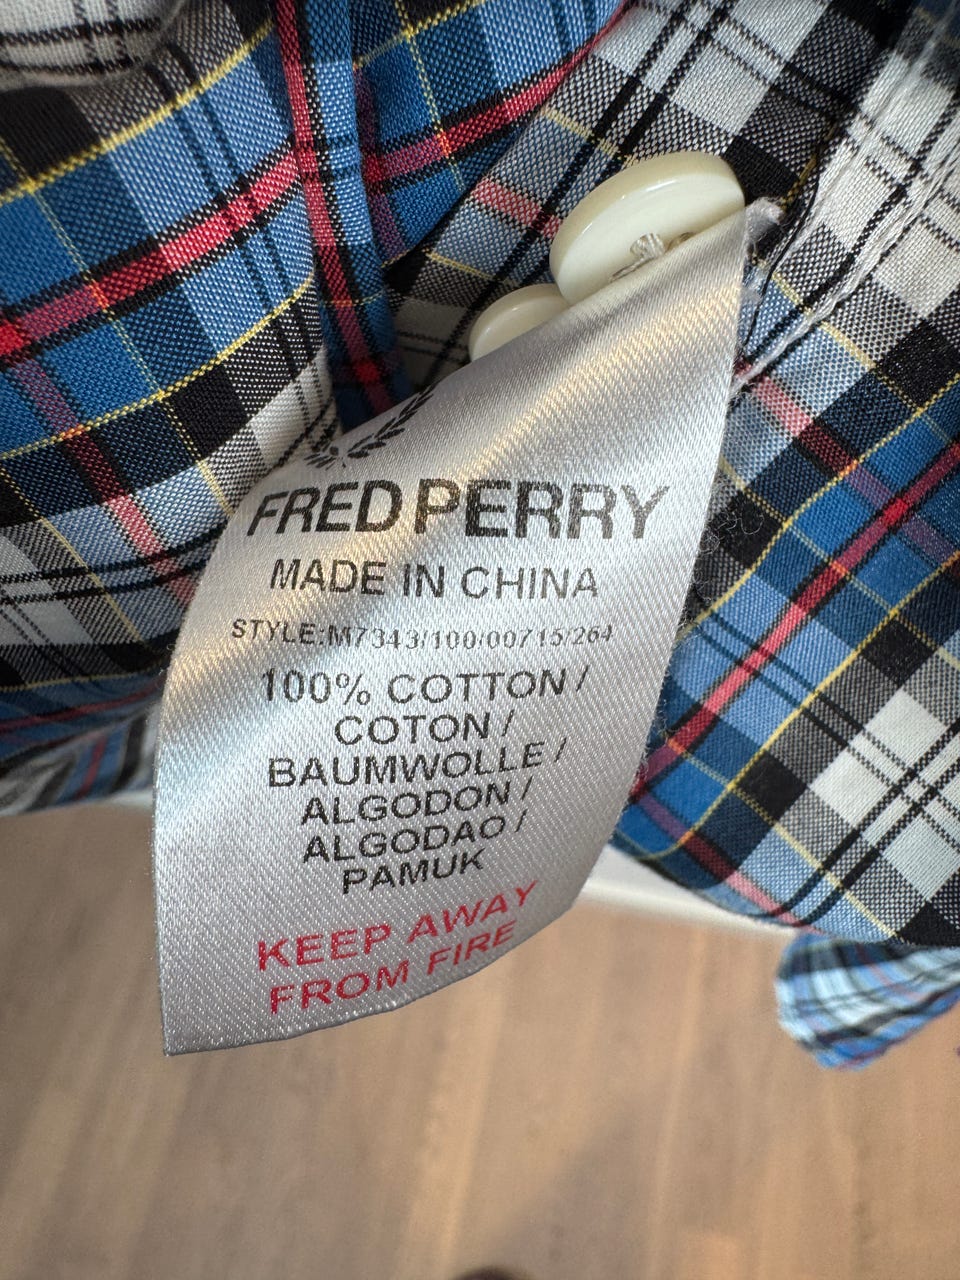 FRED PERRY
MADE IN CHINA
STYLE:M7343/100/00715/264
100% COTTON /
COTON /
BAUMWOLLE /
ALGODON /
ALGODAO /
PAMUK
KEEP AWAY
FROM FIRE